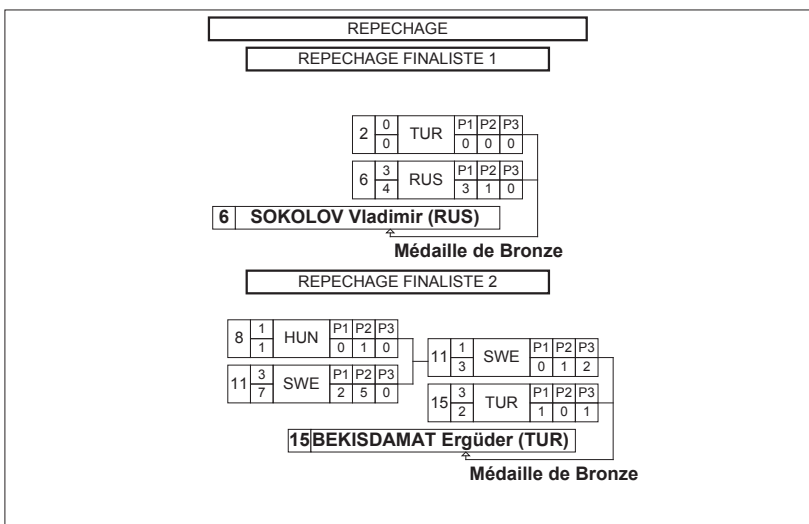 REPECHAGE
REPECHAGE FINALISTE 1
2 0 TUR P1 P2 P3
0 0 0 0
6 3 RUS P1 P2 P3
4 3 1 0
6 SOKOLOV Vladimir (RUS)
Médaille de Bronze
REPECHAGE FINALISTE 2
8 1 HUN P1 P2 P3
1 0 1 0
11 3 SWE P1 P2 P3
7 2 5 0
11 1 SWE P1 P2 P3
3 0 1 2
15 3 TUR P1 P2 P3
2 1 0 1
15 BEKISDAMAT Ergüder (TUR)
Médaille de Bronze